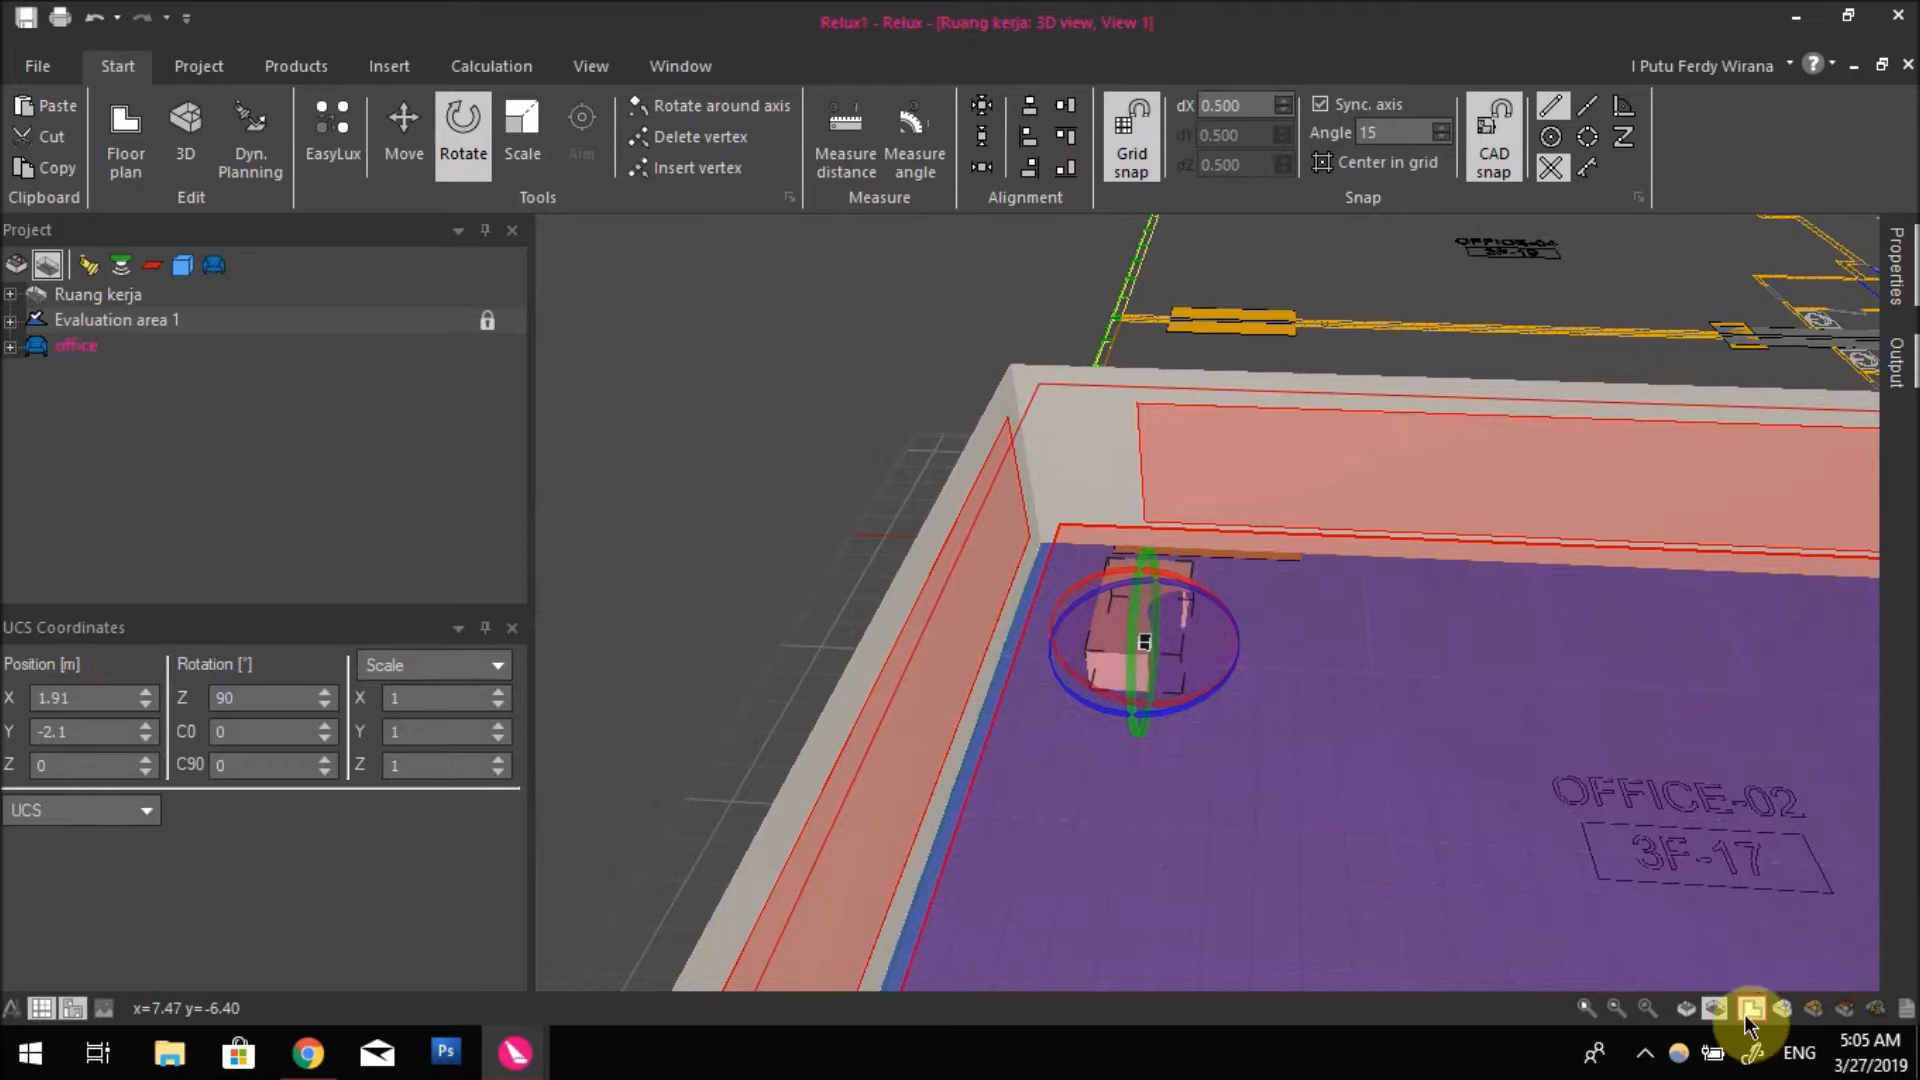 Relux1 - Relux - [Ruang kerja: 3D view, View 1]
File Start Project Products Insert Calculation View Window I Putu Ferdy Wirana ?
Paste
Cut
Copy
Clipboard
Floor plan
3D
Dyn. Planning
Edit
EasyLux
Move
Rotate
Scale
Aim
Rotate around axis
Delete vertex
Insert vertex
Tools
Measure distance
Measure angle
Measure
Alignment
Grid snap
dX 0.500
dY 0.500
dZ 0.500
Sync. axis
Angle 15
Center in grid
CAD snap
Snap
Project
Ruang kerja
Evaluation area 1
office
Properties
Output
UCS Coordinates
Position [m] Rotation [°] Scale
X 1.91 Z 90 X 1
Y -2.1 C0 0 Y 1
Z 0 C90 0 Z 1
UCS
OFFICE-04
3F-19
OFFICE-02
3F-17
x=7.47 y=-6.40
Ps
ENG
5:05 AM
3/27/2019